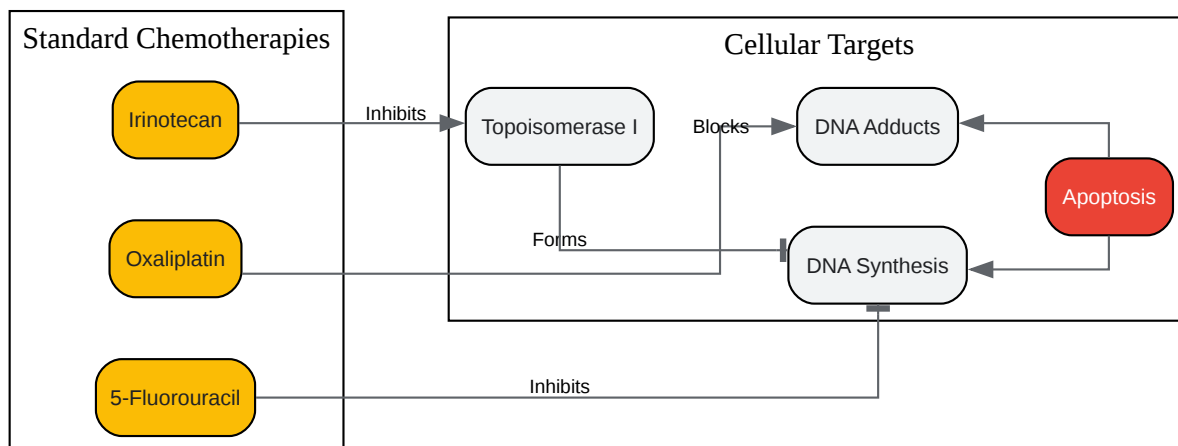 Standard Chemotherapies
Cellular Targets
Irinotecan
Inhibits
Topoisomerase I
Blocks
DNA Adducts
Apoptosis
Oxaliplatin
Forms
DNA Synthesis
5-Fluorouracil
Inhibits